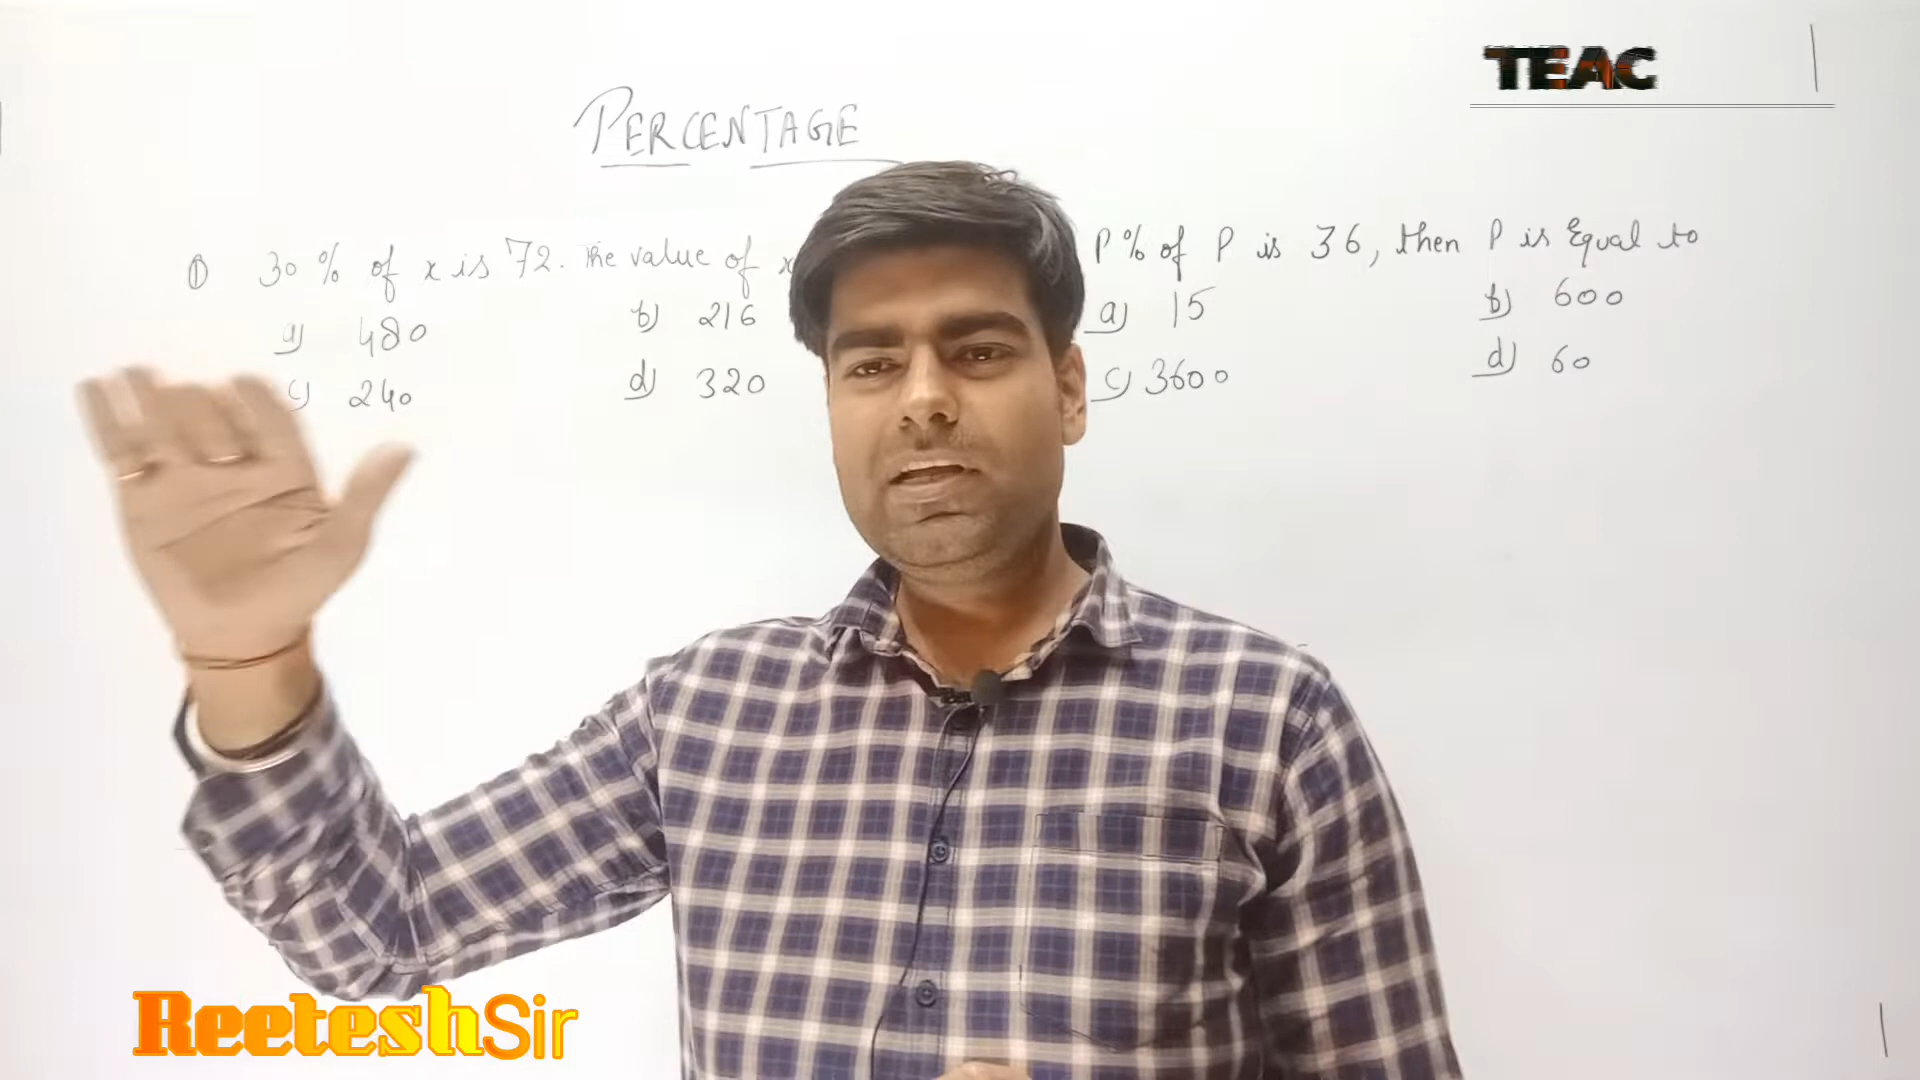 TEAC
PERCENTAGE
① 30 % of x is 72. The value of x
a) 480 b) 216
c) 240 d) 320
P % of P is 36, then P is Equal to
a) 15 b) 600
c) 3600 d) 60
ReeteshSir